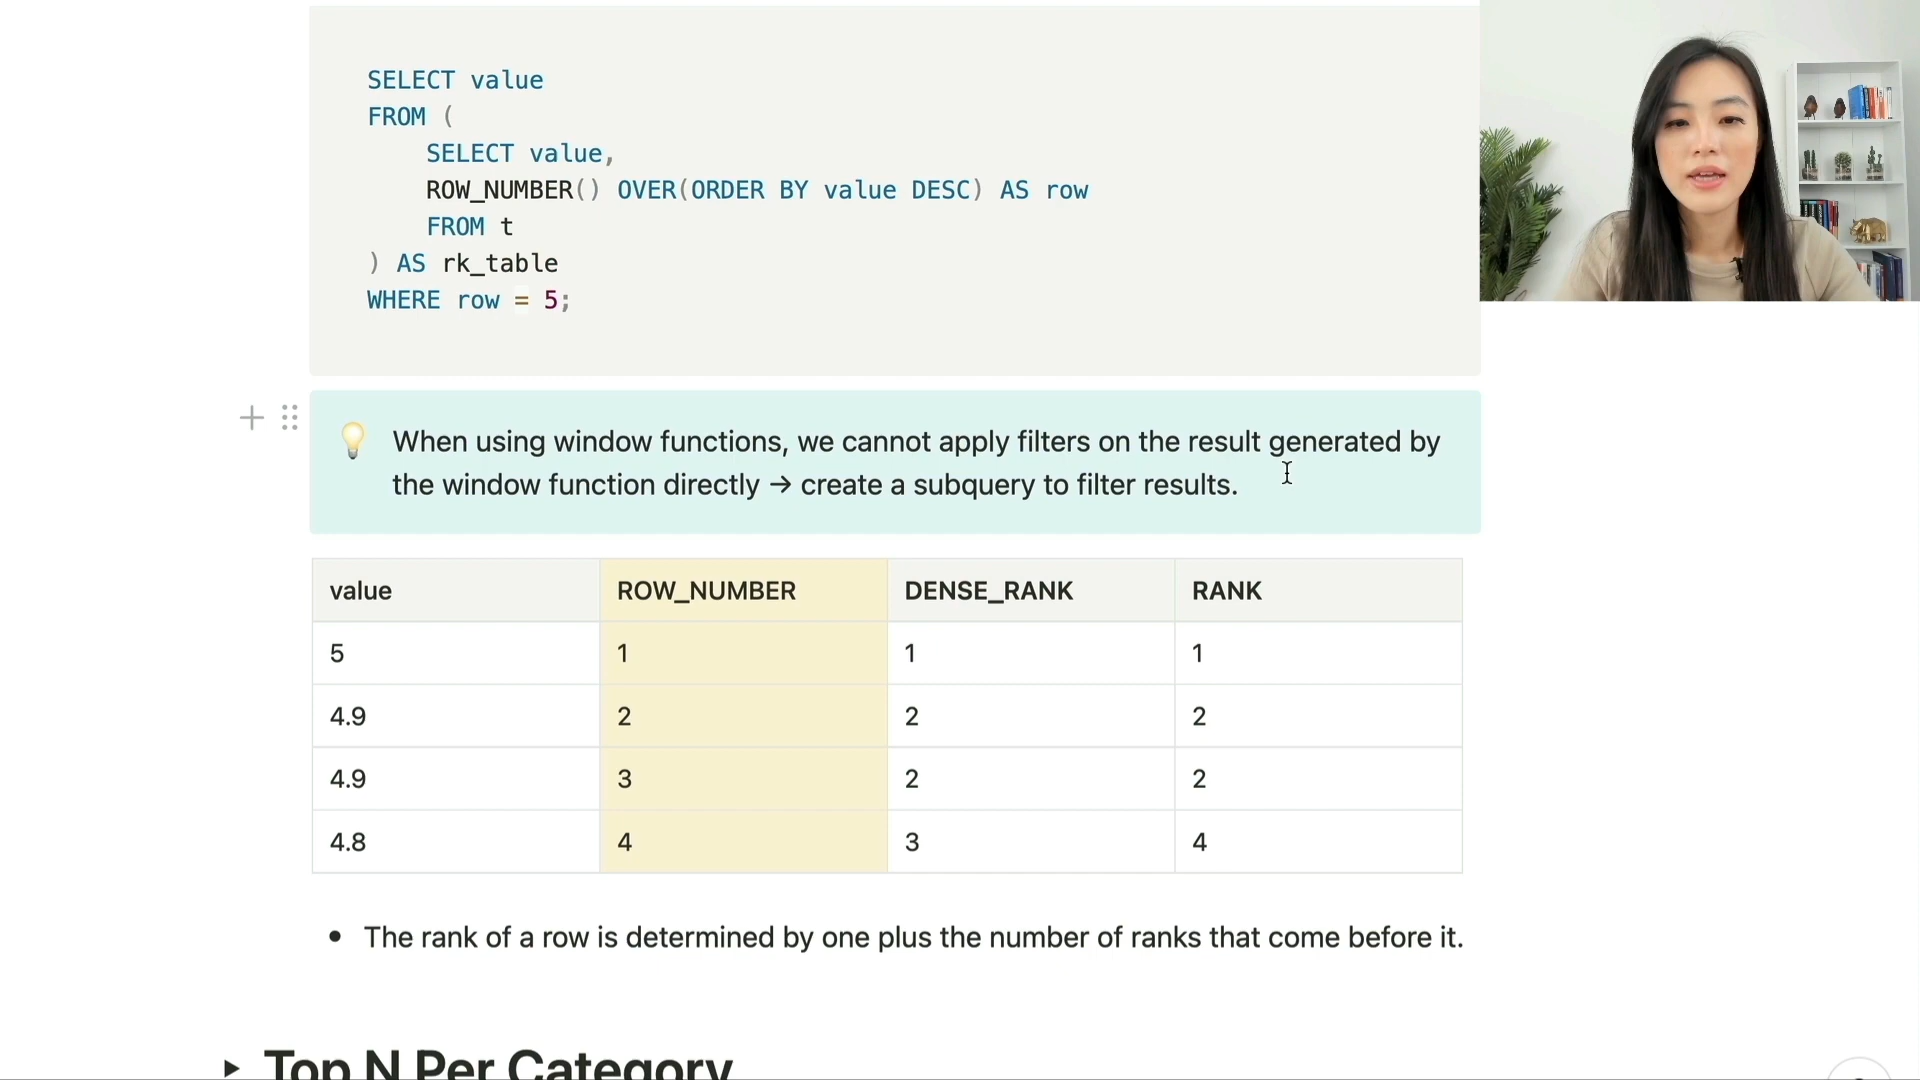 SELECT value
FROM (
SELECT value,
ROW_NUMBER() OVER(ORDER BY value DESC) AS row
FROM t
) AS rk_table
WHERE row = 5;
When using window functions, we cannot apply filters on the result generated by
the window function directly → create a subquery to filter results.
value ROW_NUMBER DENSE_RANK RANK
5 1 1 1
4.9 2 2 2
4.9 3 2 2
4.8 4 3 4
• The rank of a row is determined by one plus the number of ranks that come before it.
Top N Per Category